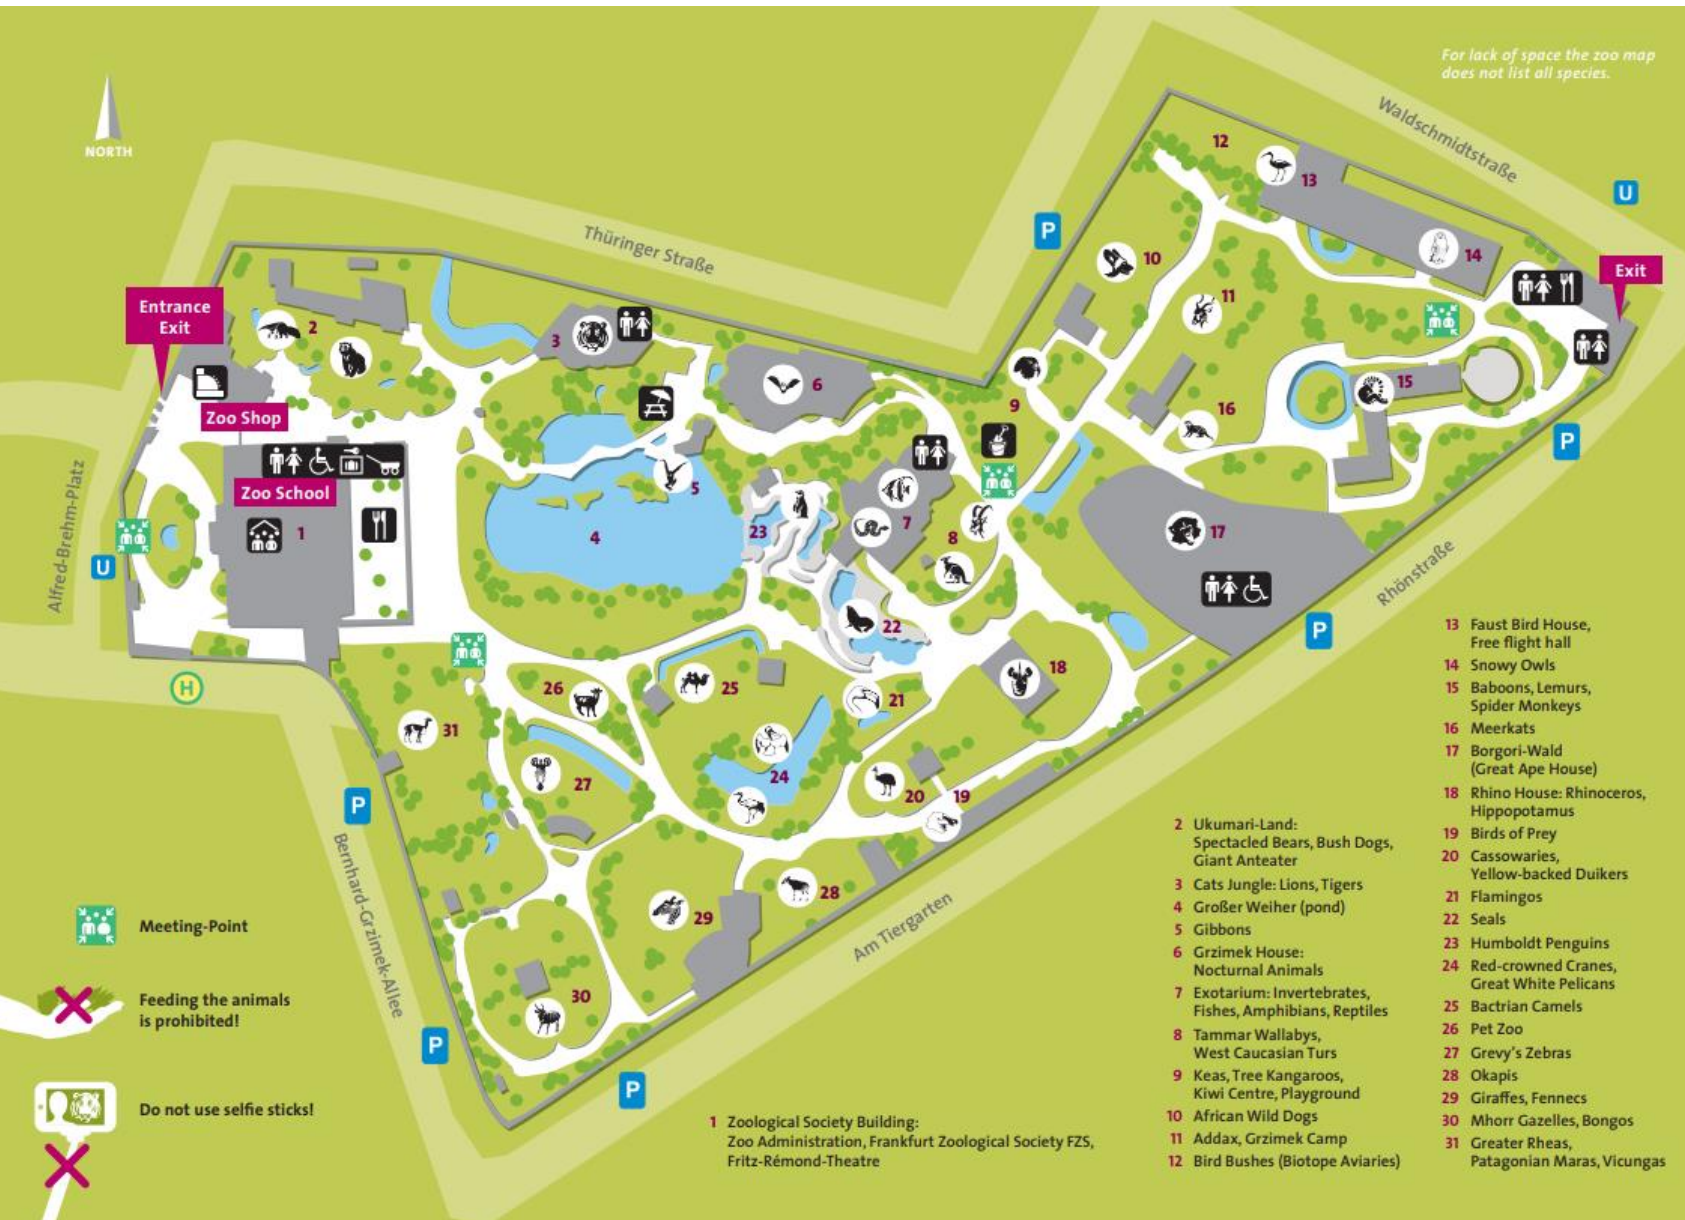 For lack of space the zoo map
does not list all species.
NORTH
Waldschmidtstraße
U
Thüringer Straße
P
12
13
14
10
11
Exit
Entrance
Exit
2
3
6
15
16
9
P
Zoo Shop
Zoo School
1
5
4
23
7
8
17
Alfred-Brehm-Platz
U
Rhönstraße
P
22
18
H
26
25
21
31
27
24
20
19
P
Bernhard-Grzimek-Allee
29
28
30
Am Tiergarten
P
P
Meeting-Point
Feeding the animals
is prohibited!
Do not use selfie sticks!
1 Zoological Society Building:
Zoo Administration, Frankfurt Zoological Society FZS,
Fritz-Rémond-Theatre
2 Ukumari-Land:
Spectacled Bears, Bush Dogs,
Giant Anteater
3 Cats Jungle: Lions, Tigers
4 Großer Weiher (pond)
5 Gibbons
6 Grzimek House:
Nocturnal Animals
7 Exotarium: Invertebrates,
Fishes, Amphibians, Reptiles
8 Tammar Wallabys,
West Caucasian Turs
9 Keas, Tree Kangaroos,
Kiwi Centre, Playground
10 African Wild Dogs
11 Addax, Grzimek Camp
12 Bird Bushes (Biotope Aviaries)
13 Faust Bird House,
Free flight hall
14 Snowy Owls
15 Baboons, Lemurs,
Spider Monkeys
16 Meerkats
17 Borgori-Wald
(Great Ape House)
18 Rhino House: Rhinoceros,
Hippopotamus
19 Birds of Prey
20 Cassowaries,
Yellow-backed Duikers
21 Flamingos
22 Seals
23 Humboldt Penguins
24 Red-crowned Cranes,
Great White Pelicans
25 Bactrian Camels
26 Pet Zoo
27 Grevy's Zebras
28 Okapis
29 Giraffes, Fennecs
30 Mhorr Gazelles, Bongos
31 Greater Rheas,
Patagonian Maras, Vicungas